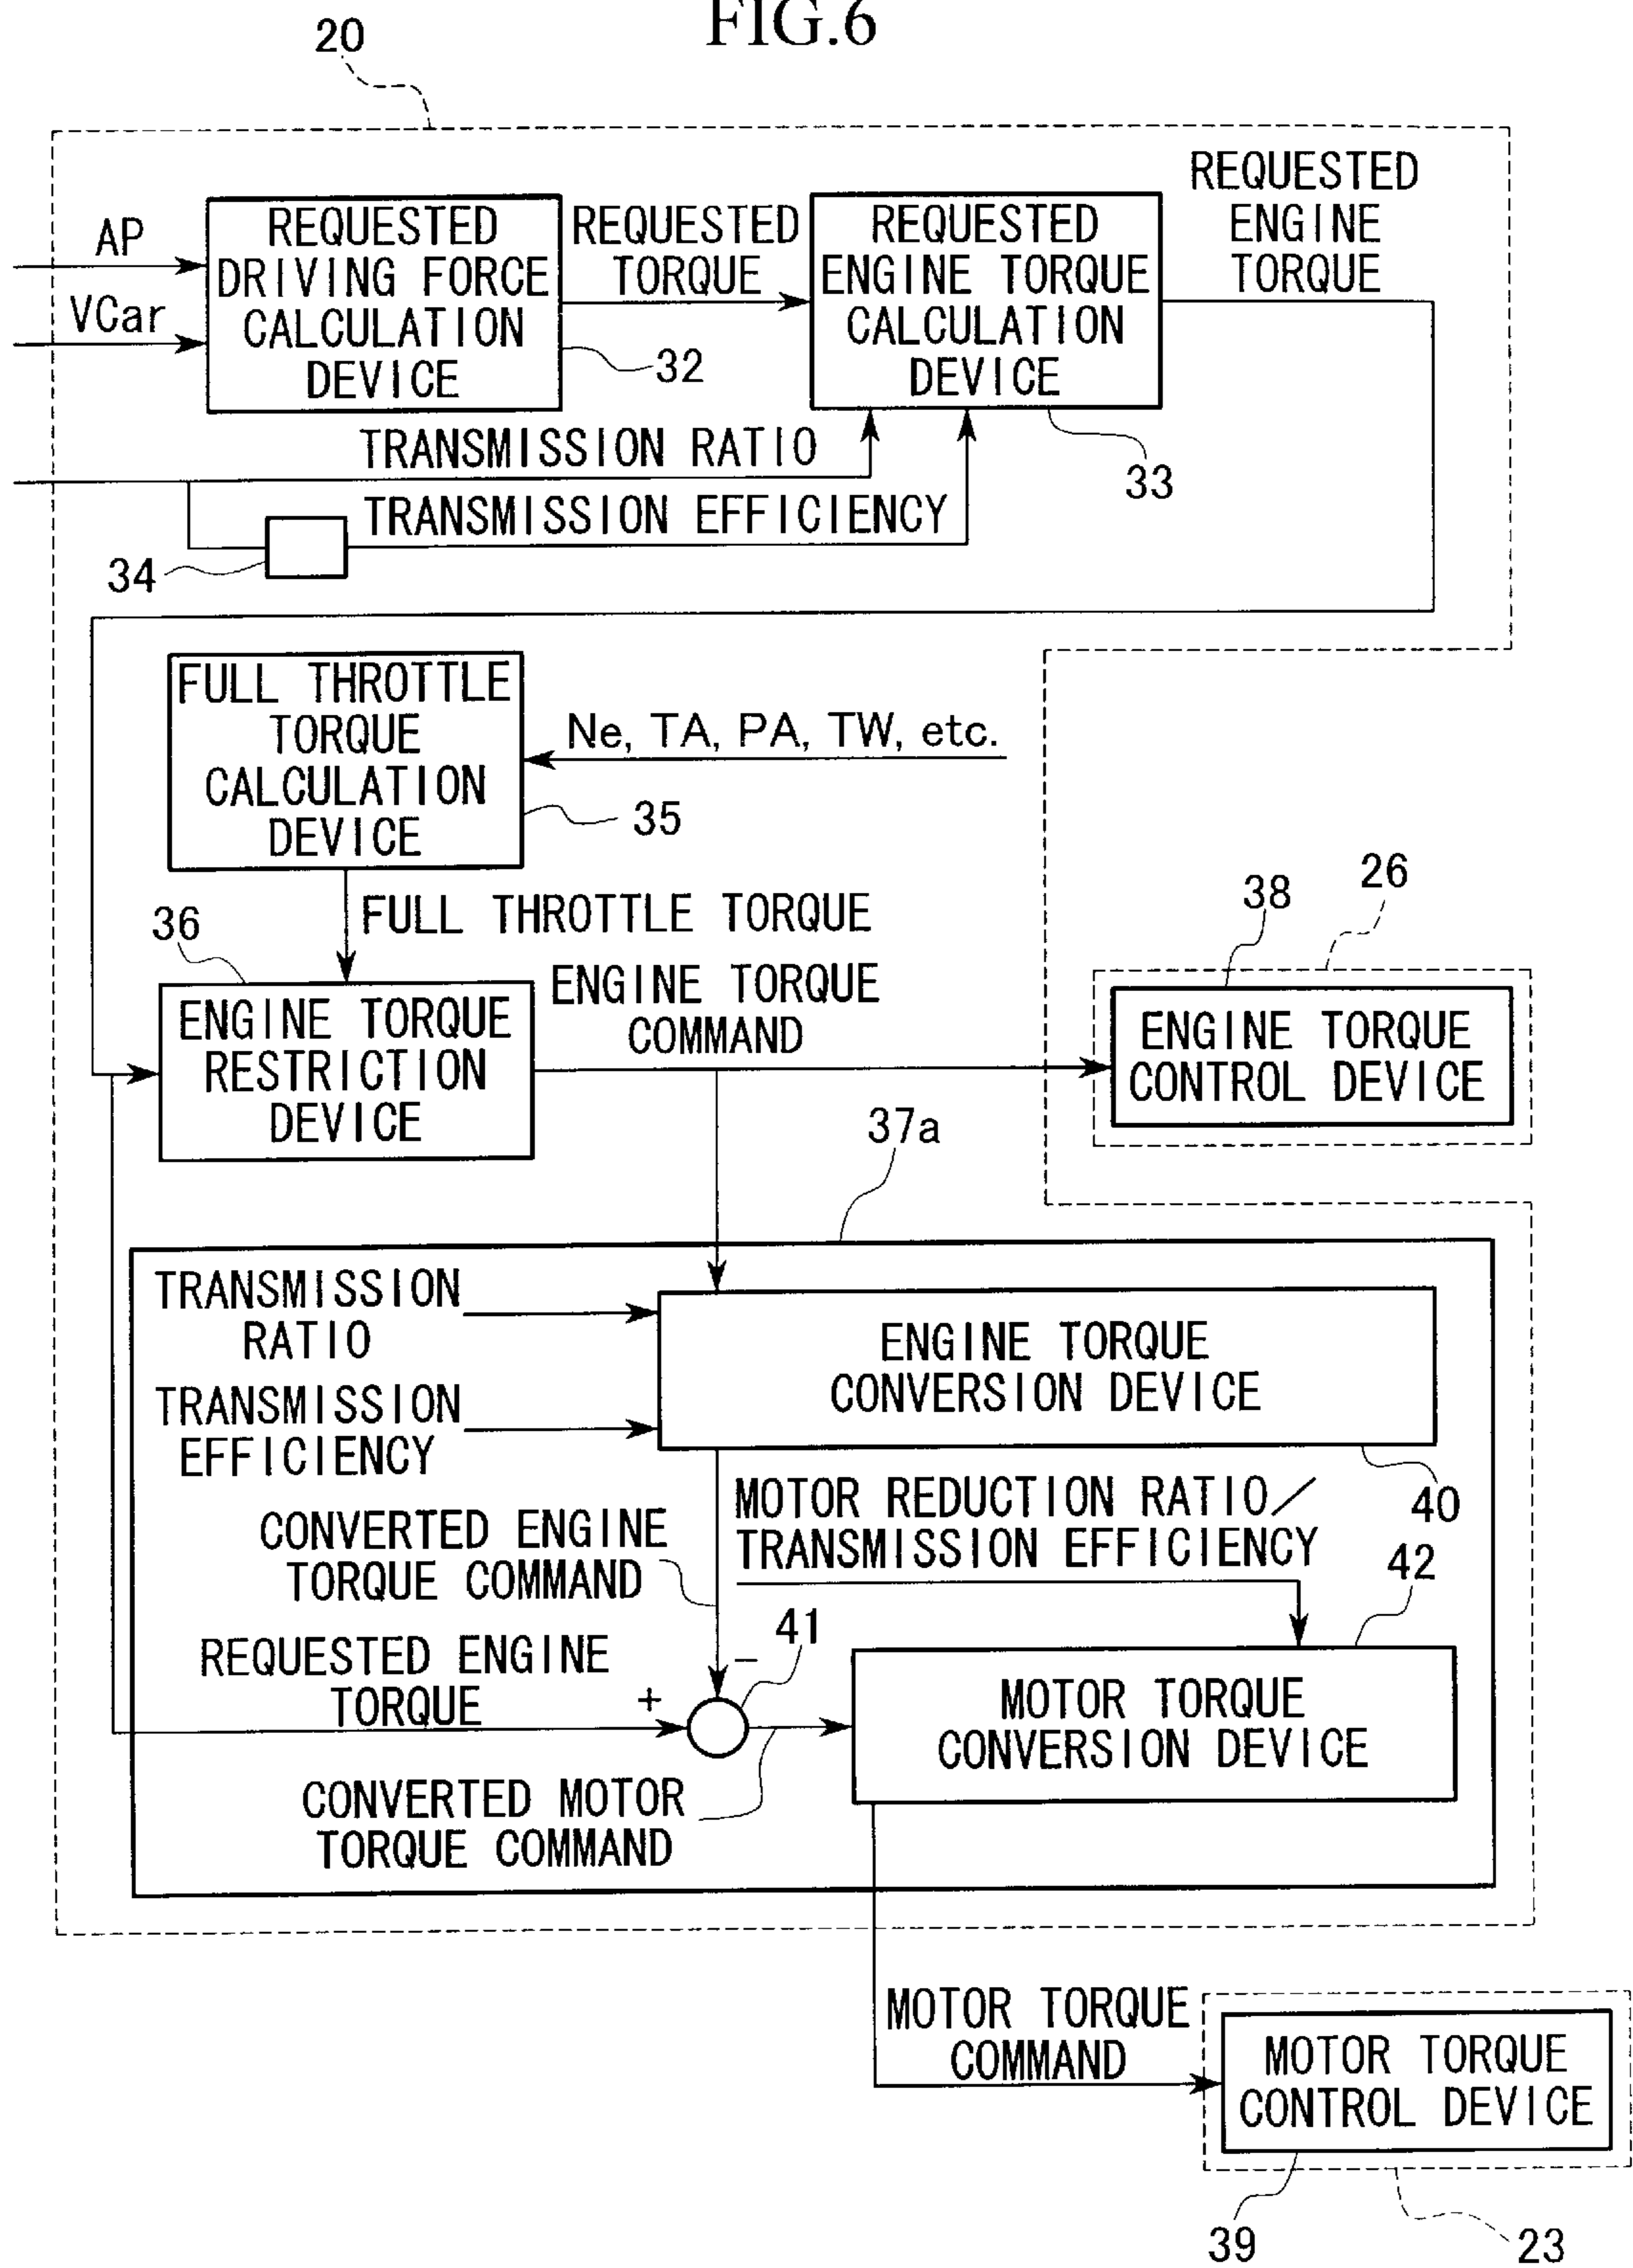 FIG.6
20
REQUESTED
ENGINE
TORQUE
AP
VCar
REQUESTED
DRIVING FORCE
CALCULATION
DEVICE
32
REQUESTED
TORQUE
REQUESTED
ENGINE TORQUE
CALCULATION
DEVICE
33
TRANSMISSION RATIO
TRANSMISSION EFFICIENCY
34
FULL THROTTLE
TORQUE
CALCULATION
DEVICE
Ne, TA, PA, TW, etc.
35
FULL THROTTLE TORQUE
36
ENGINE TORQUE
RESTRICTION
DEVICE
ENGINE TORQUE
COMMAND
38
26
ENGINE TORQUE
CONTROL DEVICE
37a
TRANSMISSION
RATIO
TRANSMISSION
EFFICIENCY
ENGINE TORQUE
CONVERSION DEVICE
40
MOTOR REDUCTION RATIO/
TRANSMISSION EFFICIENCY
42
CONVERTED ENGINE
TORQUE COMMAND
41
−
REQUESTED ENGINE
TORQUE
+
MOTOR TORQUE
CONVERSION DEVICE
CONVERTED MOTOR
TORQUE COMMAND
MOTOR TORQUE
COMMAND
MOTOR TORQUE
CONTROL DEVICE
39
23